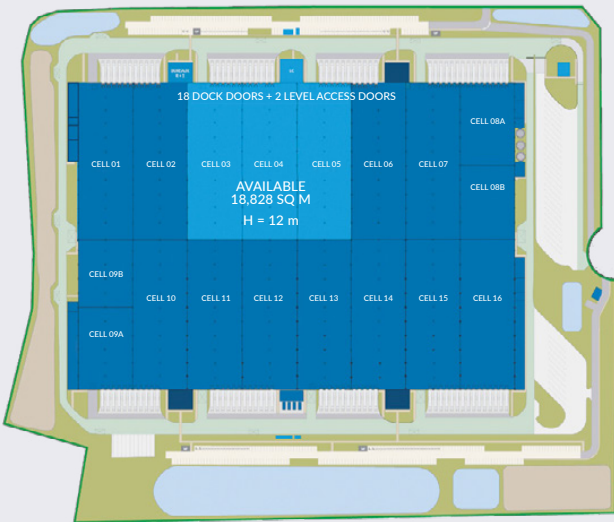 18 DOCK DOORS + 2 LEVEL ACCESS DOORS
CELL 01
CELL 02
CELL 03
CELL 04
CELL 05
CELL 06
CELL 07
CELL 08A
CELL 08B
AVAILABLE
18,828 SQ M
H = 12 m
CELL 09B
CELL 09A
CELL 10
CELL 11
CELL 12
CELL 13
CELL 14
CELL 15
CELL 16